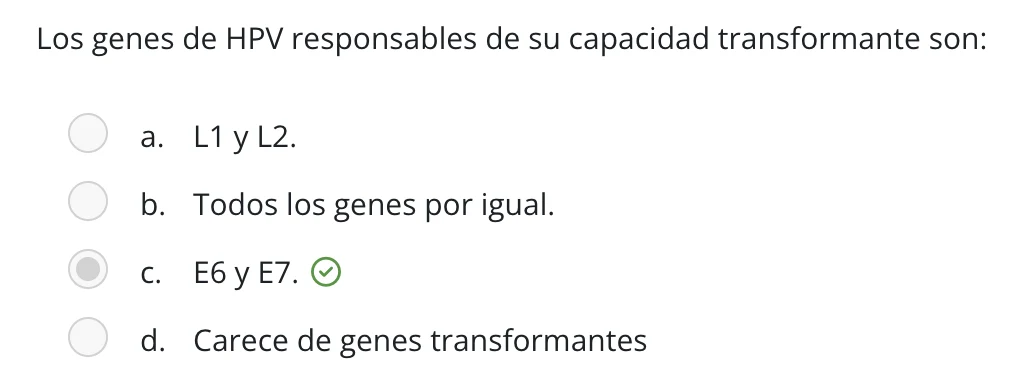 Los genes de HPV responsables de su capacidad transformante son:
a. L1 y L2.
b. Todos los genes por igual.
c. E6 y E7.
d. Carece de genes transformantes